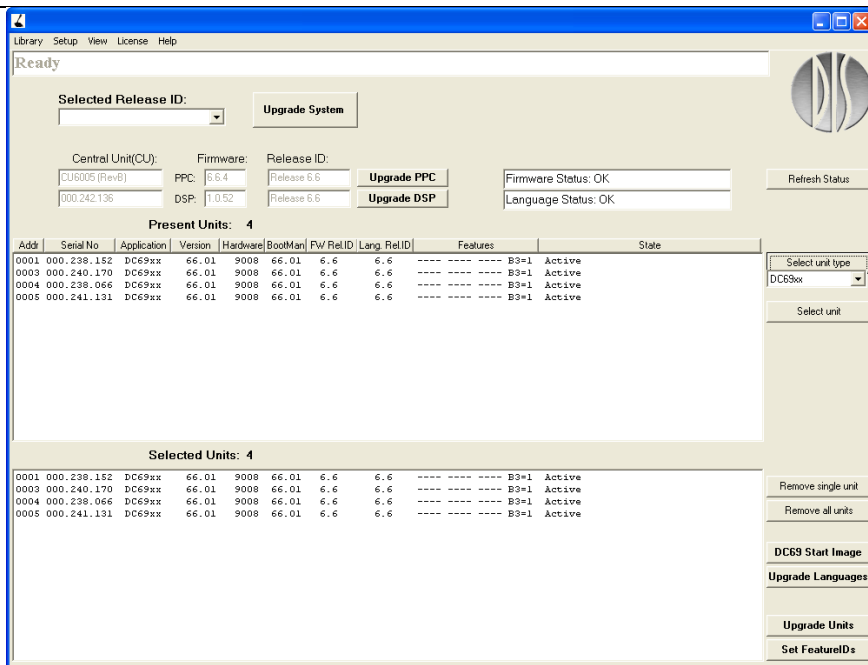 Library Setup View License Help
Ready
DIS
Selected Release ID:
Upgrade System
Central Unit(CU): Firmware: Release ID:
CU6005 (RevB) PPC: 6.6.4 Release 6.6 Upgrade PPC Firmware Status: OK Refresh Status
000.242.136 DSP: 1.0.52 Release 6.6 Upgrade DSP Language Status: OK
Present Units: 4
Addr Serial No Application Version Hardware BootMan FW Rel.ID Lang. Rel.ID Features State
0001 000.238.152 DC69xx 66.01 9008 66.01 6.6 6.6 ---- ---- ---- B3=1 Active
0003 000.240.170 DC69xx 66.01 9008 66.01 6.6 6.6 ---- ---- ---- B3=1 Active
0004 000.238.066 DC69xx 66.01 9008 66.01 6.6 6.6 ---- ---- ---- B3=1 Active
0005 000.241.131 DC69xx 66.01 9008 66.01 6.6 6.6 ---- ---- ---- B3=1 Active
Select unit type
DC69xx
Select unit
Selected Units: 4
0001 000.238.152 DC69xx 66.01 9008 66.01 6.6 6.6 ---- ---- ---- B3=1 Active
0003 000.240.170 DC69xx 66.01 9008 66.01 6.6 6.6 ---- ---- ---- B3=1 Active
0004 000.238.066 DC69xx 66.01 9008 66.01 6.6 6.6 ---- ---- ---- B3=1 Active
0005 000.241.131 DC69xx 66.01 9008 66.01 6.6 6.6 ---- ---- ---- B3=1 Active
Remove single unit
Remove all units
DC69 Start Image
Upgrade Languages
Upgrade Units
Set FeatureIDs